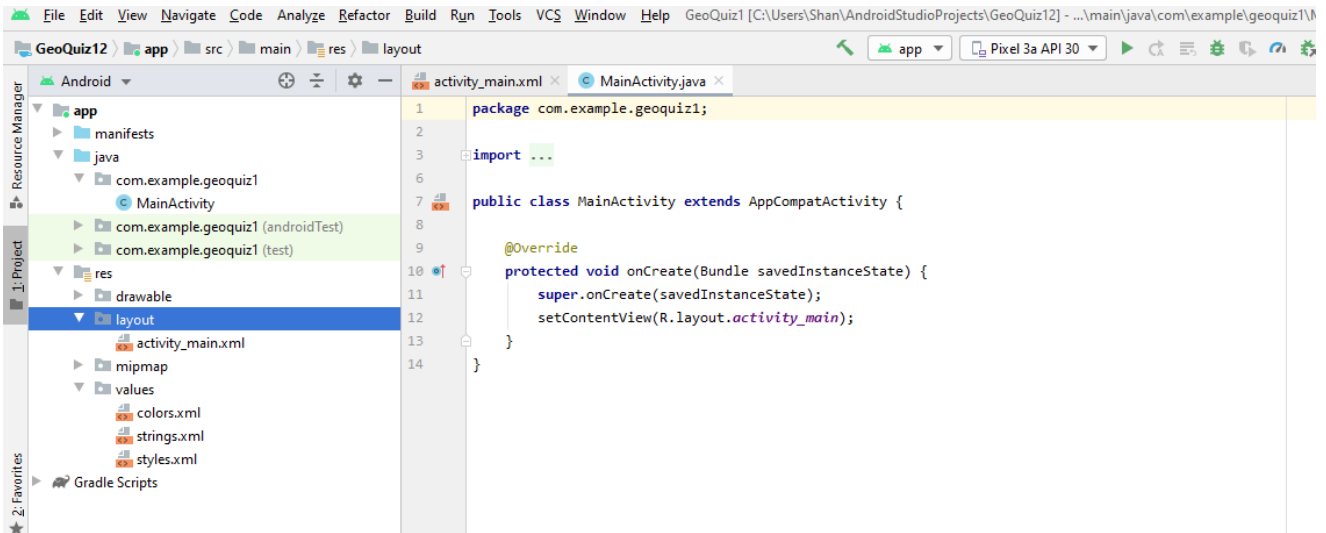 File Edit View Navigate Code Analyze Refactor Build Run Tools VCS Window Help GeoQuiz1 [C:\Users\Shan\AndroidStudioProjects\GeoQuiz12] - ...\main\java\com\example\geoquiz1\M
GeoQuiz12 app src main res layout
app Pixel 3a API 30
Resource Manager
1: Project
2: Favorites
Android
app
manifests
java
com.example.geoquiz1
MainActivity
com.example.geoquiz1 (androidTest)
com.example.geoquiz1 (test)
res
drawable
layout
activity_main.xml
mipmap
values
colors.xml
strings.xml
styles.xml
Gradle Scripts
activity_main.xml MainActivity.java
1 package com.example.geoquiz1;
2
3 import ...
6
7 public class MainActivity extends AppCompatActivity {
8
9 @Override
10 protected void onCreate(Bundle savedInstanceState) {
11 super.onCreate(savedInstanceState);
12 setContentView(R.layout.activity_main);
13 }
14 }